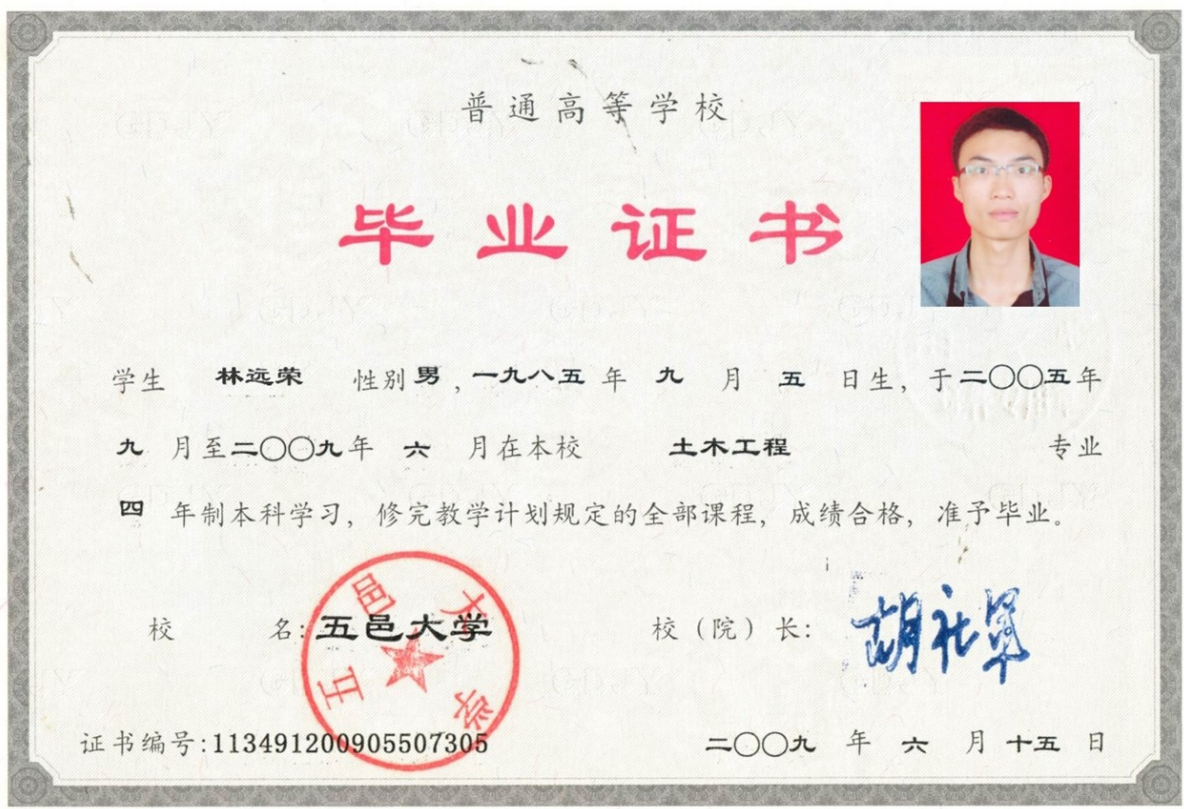 普通高等学校
毕业证书
学生 林远荣 性别 男，一九八五 年 九 月 五 日生，于二〇〇五年
九 月至二〇〇九年 六 月在本校 土木工程 专业
四 年制本科学习，修完教学计划规定的全部课程，成绩合格，准予毕业。
校 名：五邑大学 校（院）长：胡社军
五邑大学
证书编号：113491200905507305 二〇〇九 年 六 月 十五 日